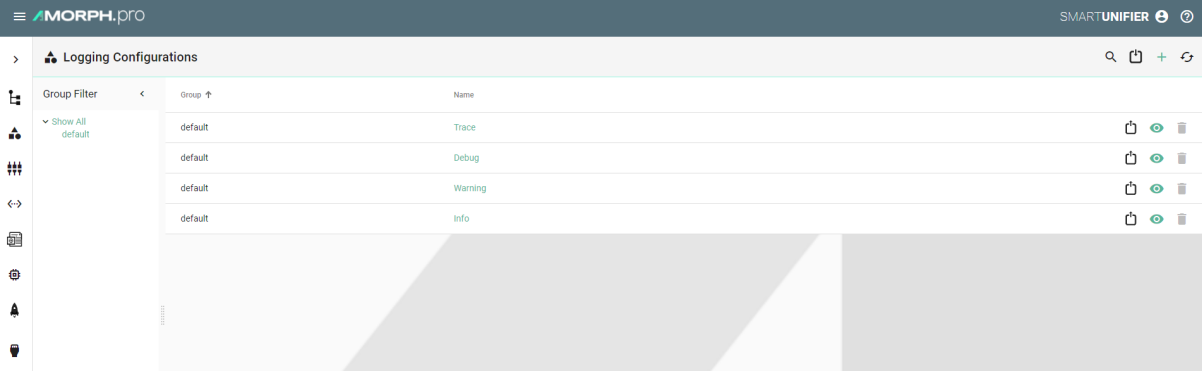 AMORPH.pro
SMARTUNIFIER
Logging Configurations
Group Filter
Group Name
Show All
default
default Trace
default Debug
default Warning
default Info